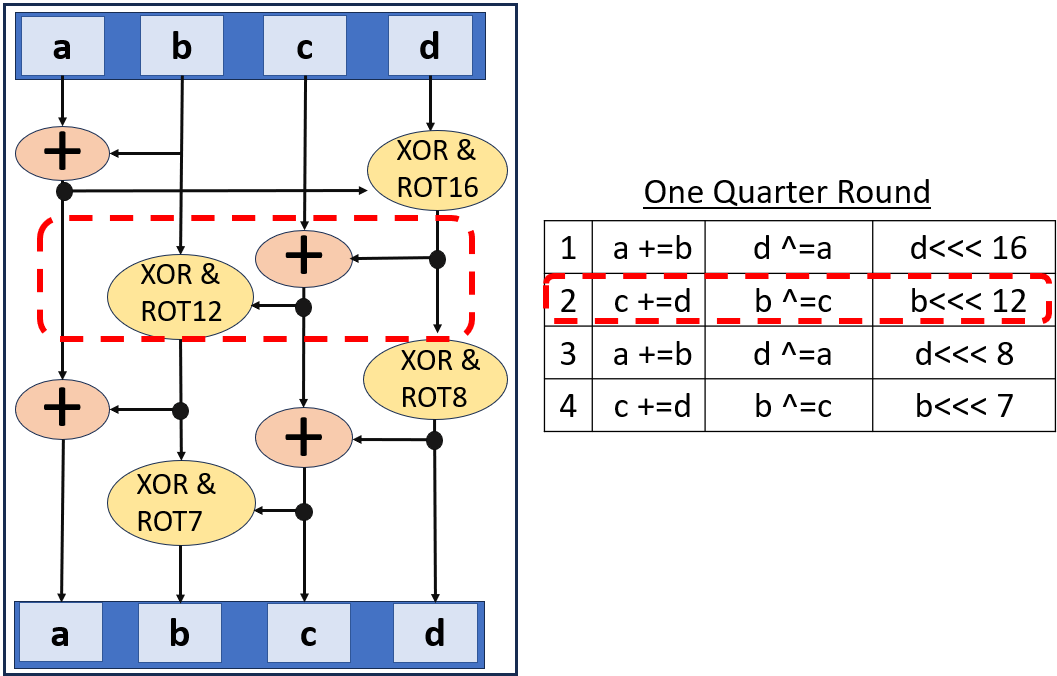 a b c d
+
XOR &
ROT16
+
XOR &
ROT12
XOR &
ROT8
+
+
XOR &
ROT7
a b c d
One Quarter Round
1 a +=b d ^=a d<<< 16
2 c +=d b ^=c b<<< 12
3 a +=b d ^=a d<<< 8
4 c +=d b ^=c b<<< 7